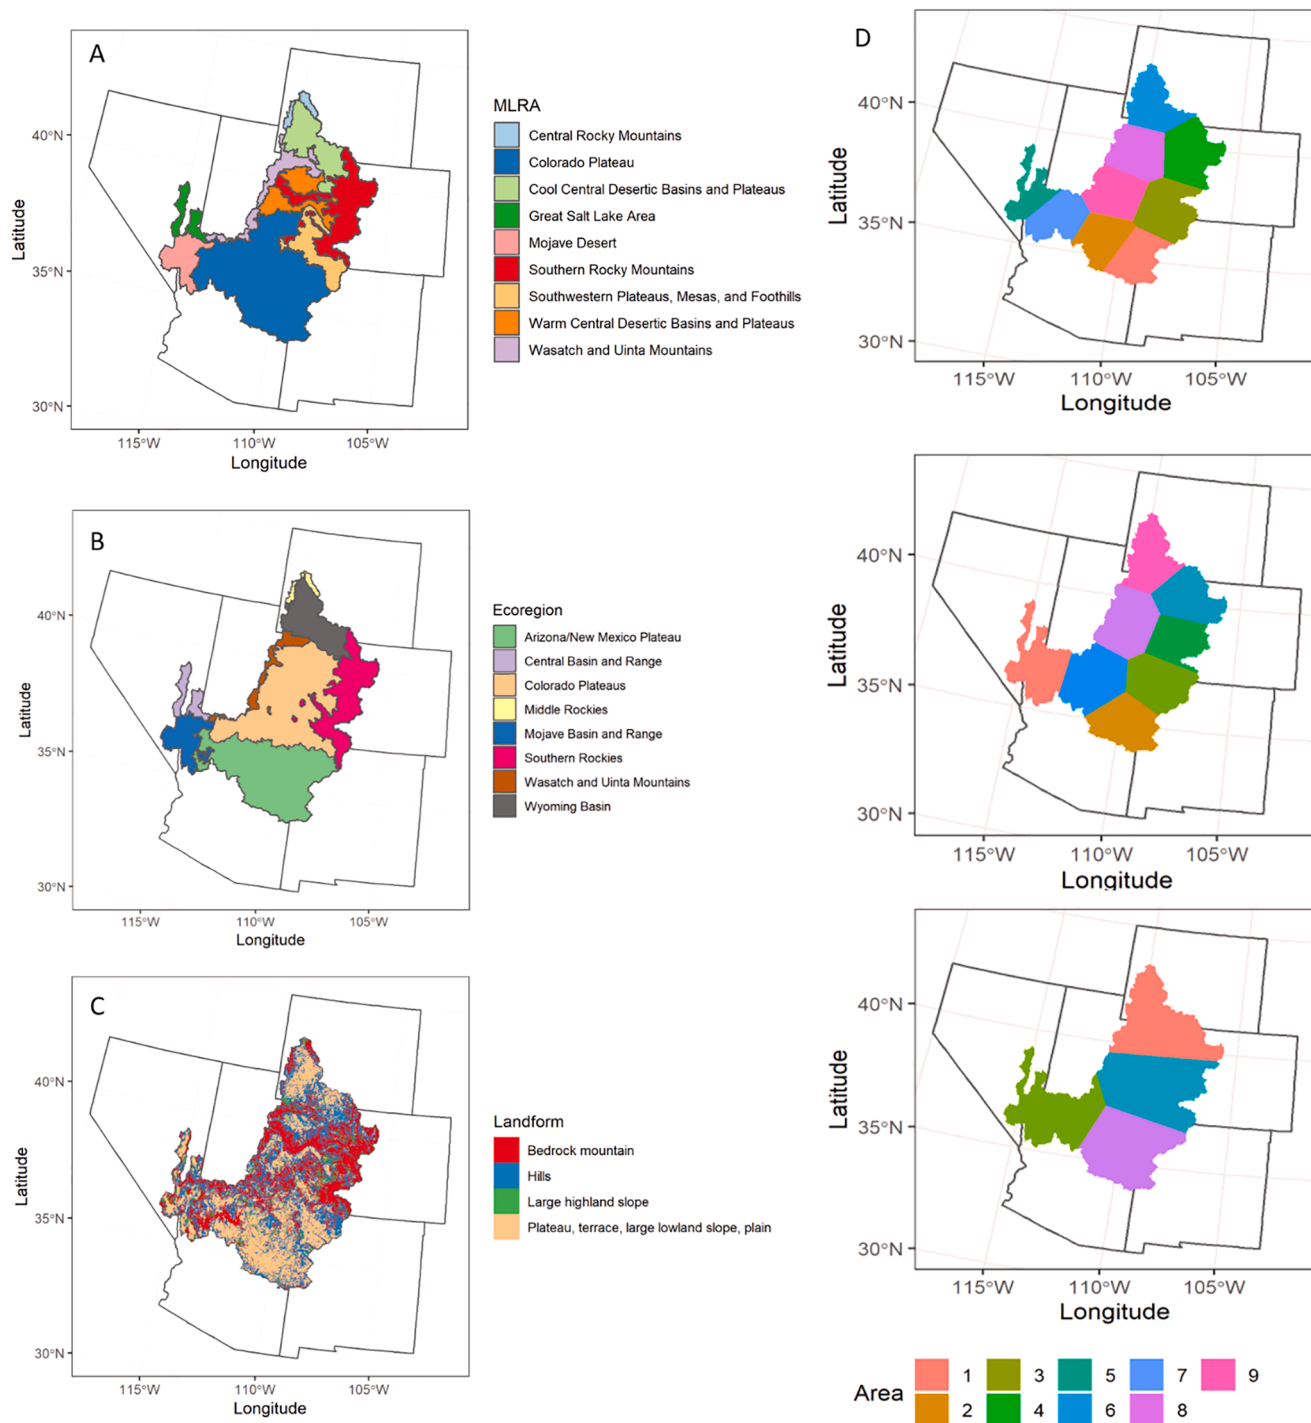 A
MLRA
Central Rocky Mountains
Colorado Plateau
Cool Central Desertic Basins and Plateaus
Great Salt Lake Area
Mojave Desert
Southern Rocky Mountains
Southwestern Plateaus, Mesas, and Foothills
Warm Central Desertic Basins and Plateaus
Wasatch and Uinta Mountains
40°N
35°N
30°N
Latitude
115°W 110°W 105°W
Longitude
B
Ecoregion
Arizona/New Mexico Plateau
Central Basin and Range
Colorado Plateaus
Middle Rockies
Mojave Basin and Range
Southern Rockies
Wasatch and Uinta Mountains
Wyoming Basin
40°N
35°N
30°N
Latitude
115°W 110°W 105°W
Longitude
C
Landform
Bedrock mountain
Hills
Large highland slope
Plateau, terrace, large lowland slope, plain
40°N
35°N
30°N
Latitude
115°W 110°W 105°W
Longitude
D
40°N
35°N
30°N
Latitude
115°W 110°W 105°W
Longitude
40°N
35°N
30°N
Latitude
115°W 110°W 105°W
Longitude
40°N
35°N
30°N
Latitude
115°W 110°W 105°W
Longitude
Area
1 3 5 7 9
2 4 6 8